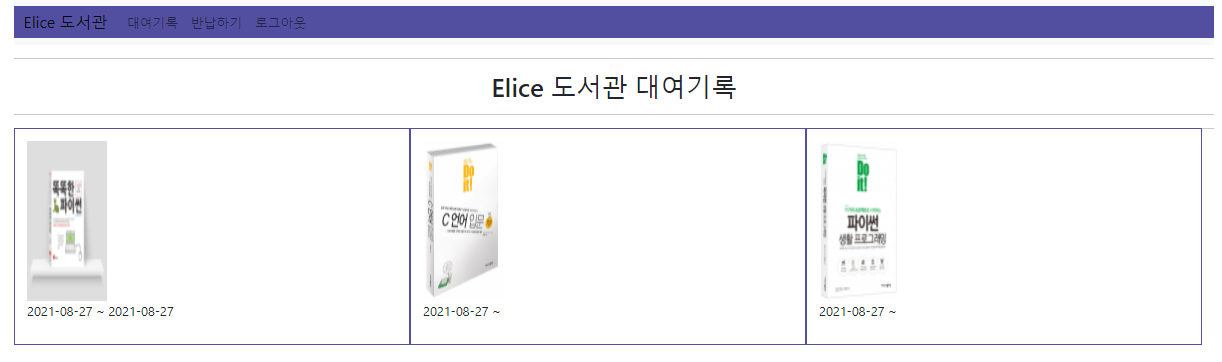 Elice 도서관 대여기록 반납하기 로그아웃
Elice 도서관 대여기록
똑똑한
파이썬
Do
it!
C 언어 입문
Do
it!
파이썬
생활 프로그래밍
2021-08-27 ~ 2021-08-27
2021-08-27 ~
2021-08-27 ~